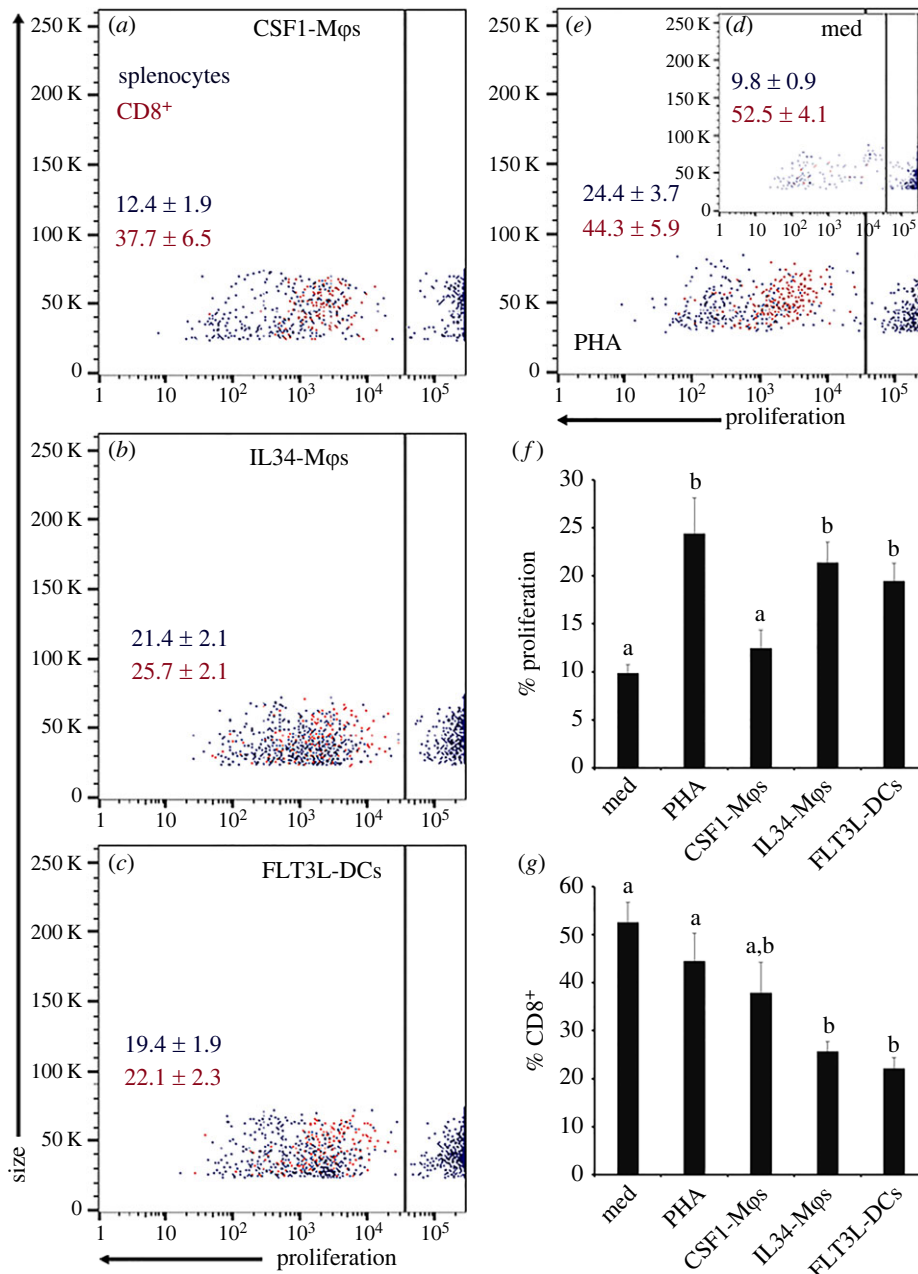 (a)
CSF1-Mφs
splenocytes
CD8⁺
12.4 ± 1.9
37.7 ± 6.5
250 K
200 K
150 K
100 K
50 K
0
1 10 10² 10³ 10⁴ 10⁵
(b)
IL34-Mφs
21.4 ± 2.1
25.7 ± 2.1
250 K
200 K
150 K
100 K
50 K
0
1 10 10² 10³ 10⁴ 10⁵
(c)
FLT3L-DCs
19.4 ± 1.9
22.1 ± 2.3
250 K
200 K
150 K
100 K
50 K
0
1 10 10² 10³ 10⁴ 10⁵
size
proliferation
(e)
24.4 ± 3.7
44.3 ± 5.9
PHA
250 K
200 K
150 K
100 K
50 K
0
1 10 10² 10³ 10⁴ 10⁵
proliferation
(d)
med
9.8 ± 0.9
52.5 ± 4.1
250 K
200 K
150 K
100 K
50 K
0
1 10 10² 10³ 10⁴ 10⁵
(f)
% proliferation
30
25
20
15
10
5
0
a b a b b
med PHA CSF1-Mφs IL34-Mφs FLT3L-DCs
(g)
% CD8⁺
60
50
40
30
20
10
0
a a a,b b b
med PHA CSF1-Mφs IL34-Mφs FLT3L-DCs